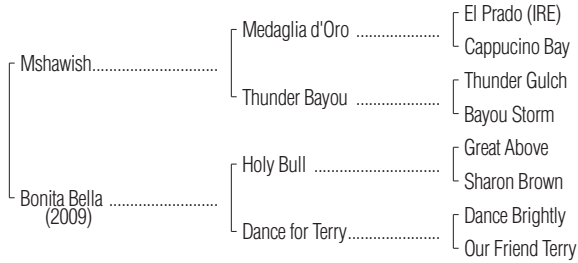 El Prado (IRE)
Medaglia d'Oro ....................
Cappucino Bay
Mshawish..............................
Thunder Gulch
Thunder Bayou ....................
Bayou Storm
Great Above
Holy Bull ..............................
Sharon Brown
Bonita Bella ..........................
(2009)
Dance Brightly
Dance for Terry......................
Our Friend Terry